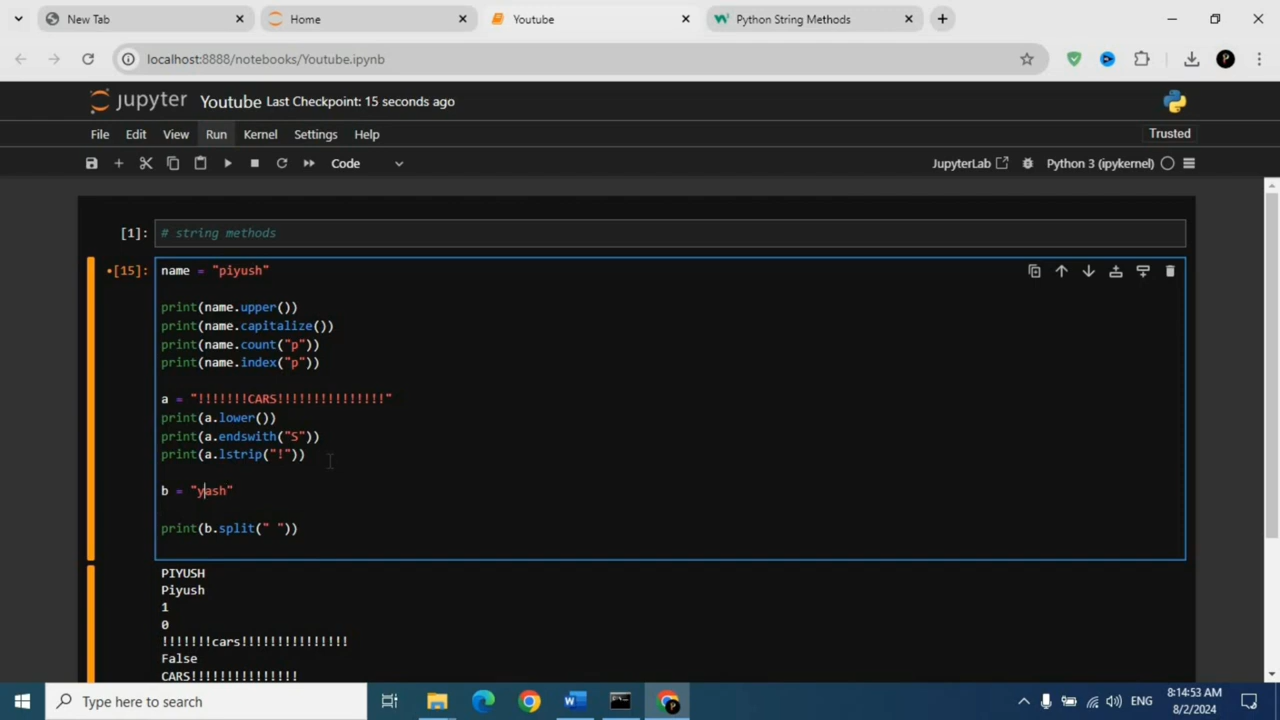 New Tab
Home
Youtube
Python String Methods
localhost:8888/notebooks/Youtube.ipynb
jupyter Youtube Last Checkpoint: 15 seconds ago
File Edit View Run Kernel Settings Help
Trusted
Code
JupyterLab
Python 3 (ipykernel)
[1]: # string methods
[15]: name = "piyush"
print(name.upper())
print(name.capitalize())
print(name.count("p"))
print(name.index("p"))
a = "!!!!!!!CARS!!!!!!!!!!!!!!!"
print(a.lower())
print(a.endswith("S"))
print(a.lstrip("!"))
b = "yash"
print(b.split(" "))
PIYUSH
Piyush
1
0
!!!!!!!cars!!!!!!!!!!!!!!!
False
CARS!!!!!!!!!!!!!!!
Type here to search
ENG
8:14:53 AM
8/2/2024